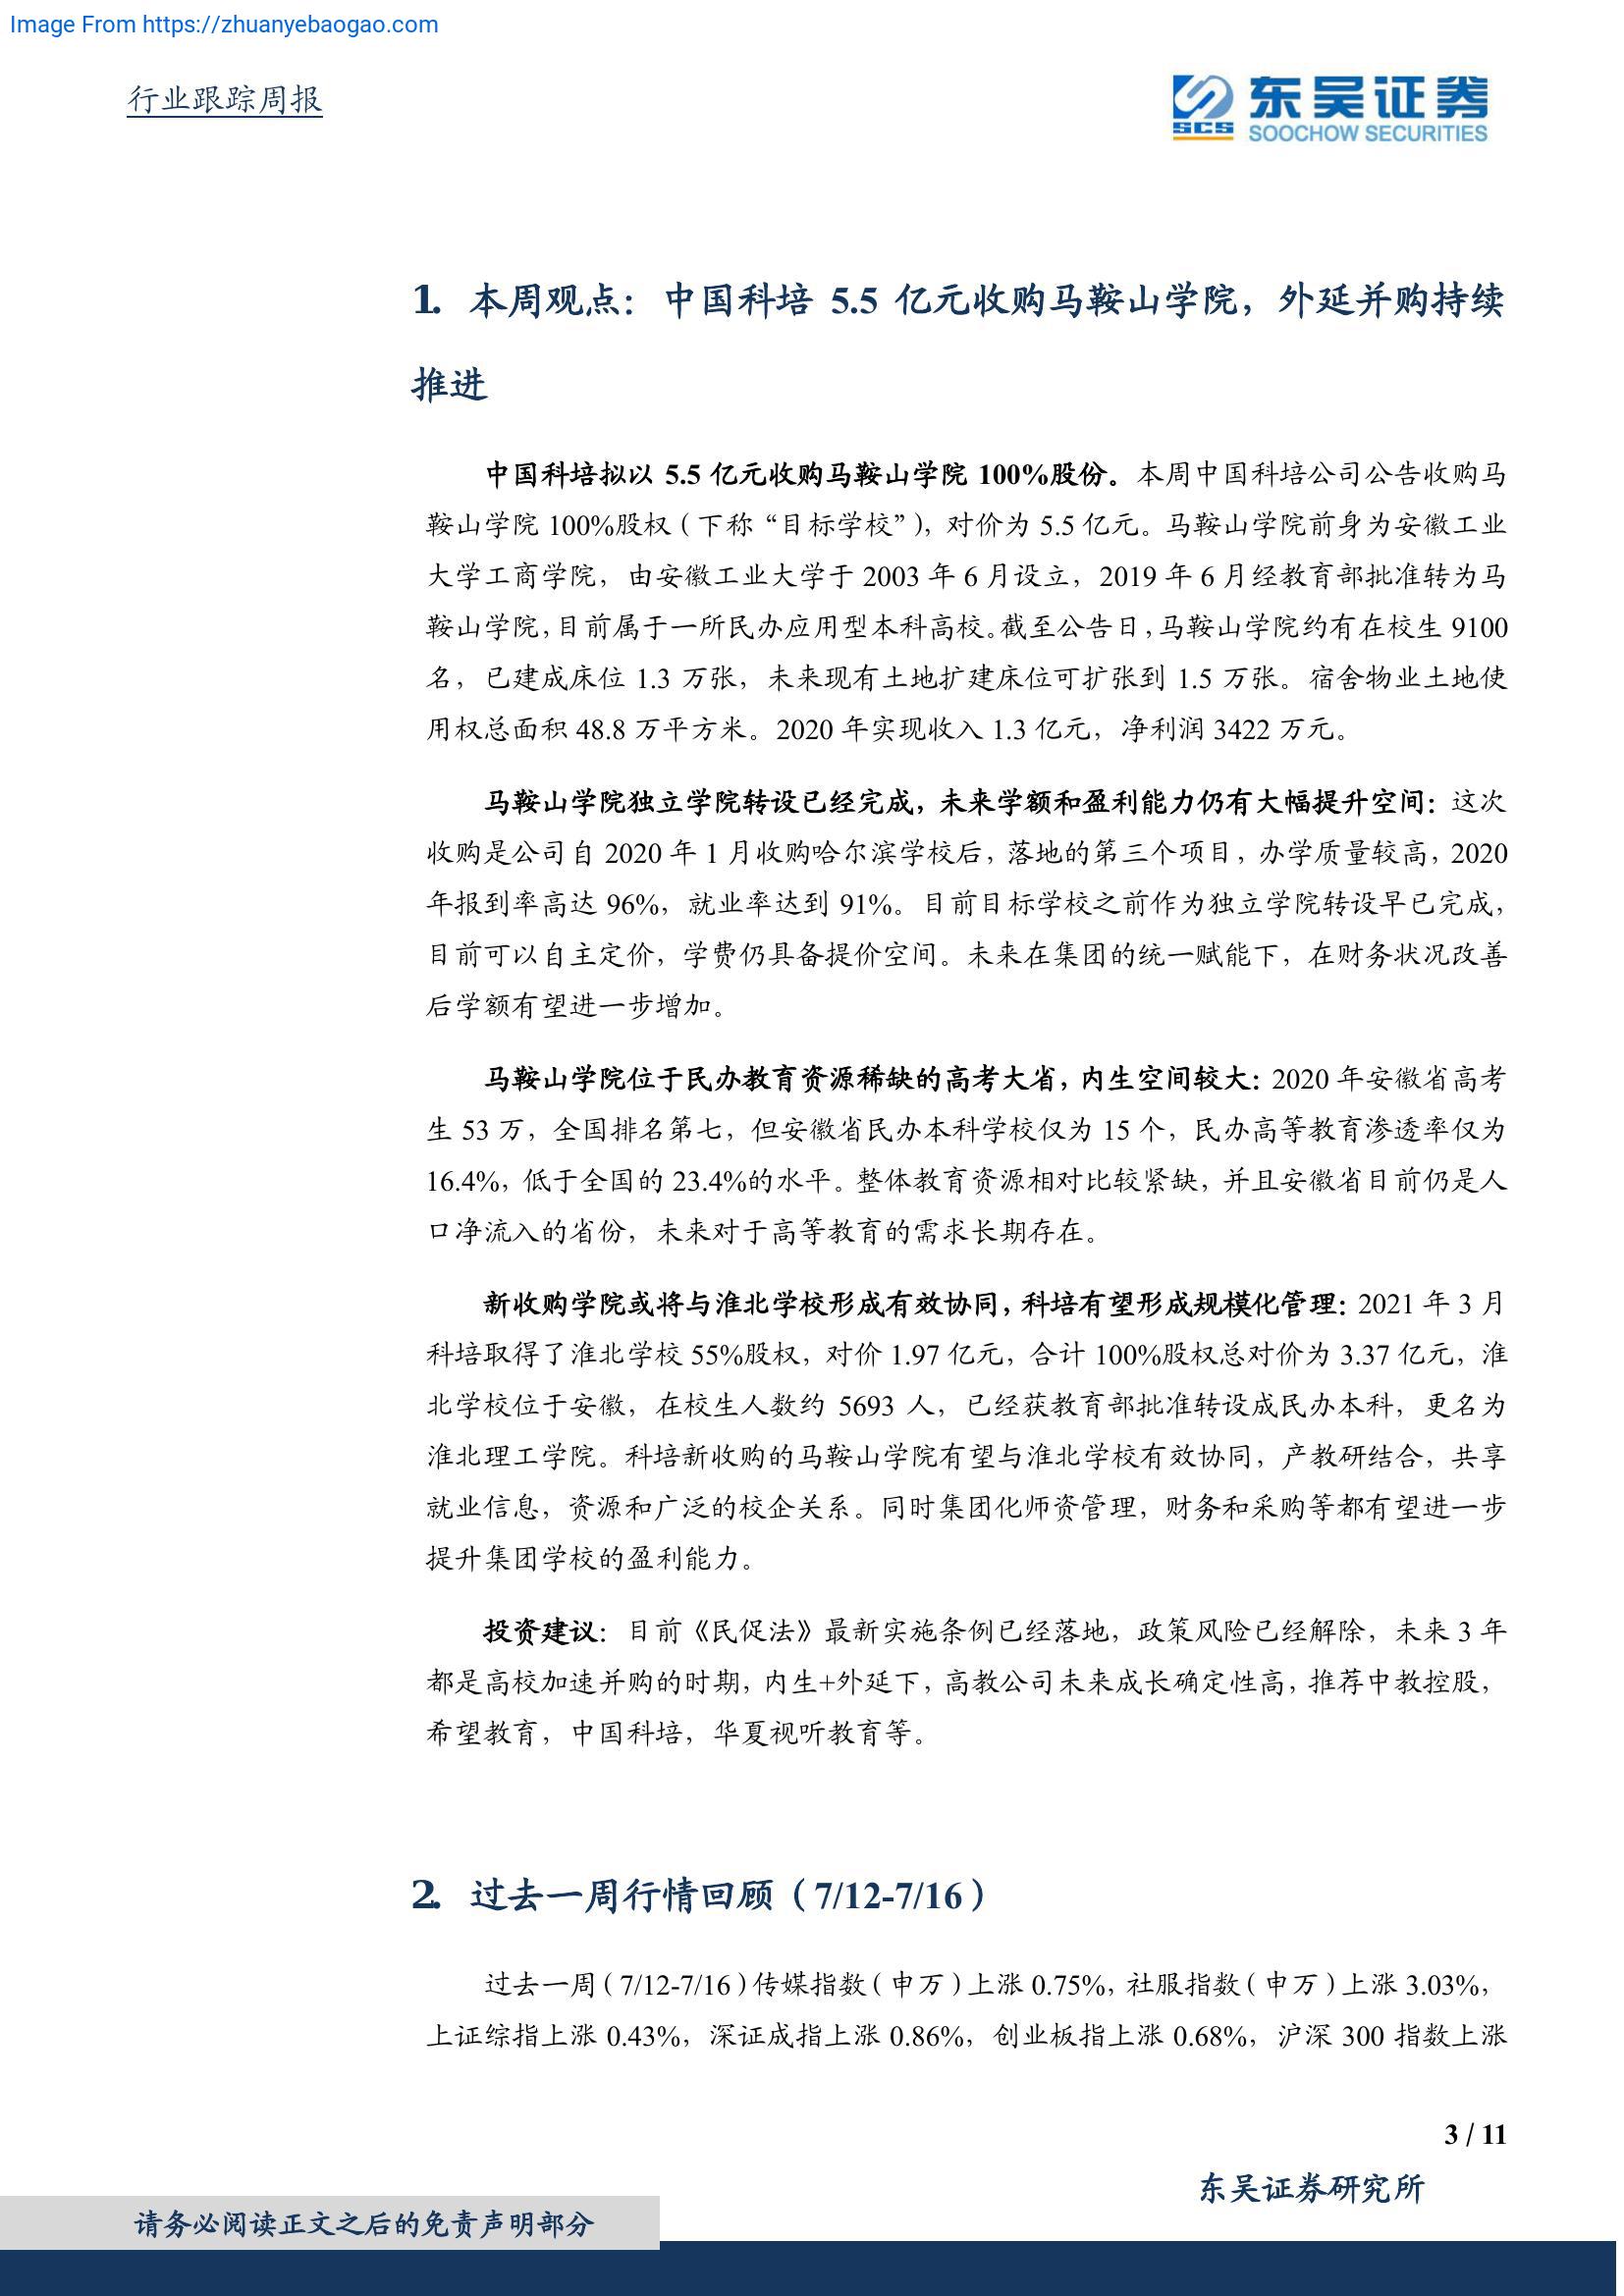 Image From https://zhuanyebaogao.com
行业跟踪周报
SCS
东吴证券
SOOCHOW SECURITIES
1. 本周观点：中国科培 5.5 亿元收购马鞍山学院，外延并购持续
推进
中国科培拟以 5.5 亿元收购马鞍山学院 100%股份。本周中国科培公司公告收购马
鞍山学院 100%股权（下称“目标学校”），对价为 5.5 亿元。马鞍山学院前身为安徽工业
大学工商学院，由安徽工业大学于 2003 年 6 月设立，2019 年 6 月经教育部批准转为马
鞍山学院，目前属于一所民办应用型本科高校。截至公告日，马鞍山学院约有在校生 9100
名，已建成床位 1.3 万张，未来现有土地扩建床位可扩张到 1.5 万张。宿舍物业土地使
用权总面积 48.8 万平方米。2020 年实现收入 1.3 亿元，净利润 3422 万元。
马鞍山学院独立学院转设已经完成，未来学额和盈利能力仍有大幅提升空间：这次
收购是公司自 2020 年 1 月收购哈尔滨学校后，落地的第三个项目，办学质量较高，2020
年报到率高达 96%，就业率达到 91%。目前目标学校之前作为独立学院转设早已完成，
目前可以自主定价，学费仍具备提价空间。未来在集团的统一赋能下，在财务状况改善
后学额有望进一步增加。
马鞍山学院位于民办教育资源稀缺的高考大省，内生空间较大：2020 年安徽省高考
生 53 万，全国排名第七，但安徽省民办本科学校仅为 15 个，民办高等教育渗透率仅为
16.4%，低于全国的 23.4%的水平。整体教育资源相对比较紧缺，并且安徽省目前仍是人
口净流入的省份，未来对于高等教育的需求长期存在。
新收购学院或将与淮北学校形成有效协同，科培有望形成规模化管理：2021 年 3 月
科培取得了淮北学校 55%股权，对价 1.97 亿元，合计 100%股权总对价为 3.37 亿元，淮
北学校位于安徽，在校生人数约 5693 人，已经获教育部批准转设成民办本科，更名为
淮北理工学院。科培新收购的马鞍山学院有望与淮北学校有效协同，产教研结合，共享
就业信息，资源和广泛的校企关系。同时集团化师资管理，财务和采购等都有望进一步
提升集团学校的盈利能力。
投资建议：目前《民促法》最新实施条例已经落地，政策风险已经解除，未来 3 年
都是高校加速并购的时期，内生+外延下，高教公司未来成长确定性高，推荐中教控股，
希望教育，中国科培，华夏视听教育等。
2. 过去一周行情回顾（7/12-7/16）
过去一周（7/12-7/16）传媒指数（申万）上涨 0.75%，社服指数（申万）上涨 3.03%，
上证综指上涨 0.43%，深证成指上涨 0.86%，创业板指上涨 0.68%，沪深 300 指数上涨
3 / 11
东吴证券研究所
请务必阅读正文之后的免责声明部分